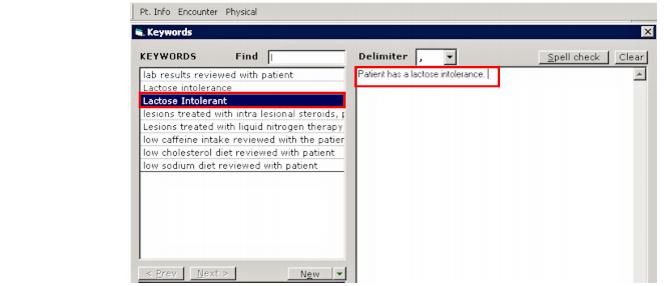 Pt. Info Encounter Physical
Keywords
KEYWORDS Find Delimiter , Spell check Clear
lab results reviewed with patient
Lactose intolerance
Lactose Intolerant
lesions treated with intra lesional steroids, p
Lesions treated with liquid nitrogen therapy
low caffeine intake reviewed with the patier
low cholesterol diet reviewed with patient
low sodium diet reviewed with patient
Patient has a lactose intolerance.
< Prev Next > New